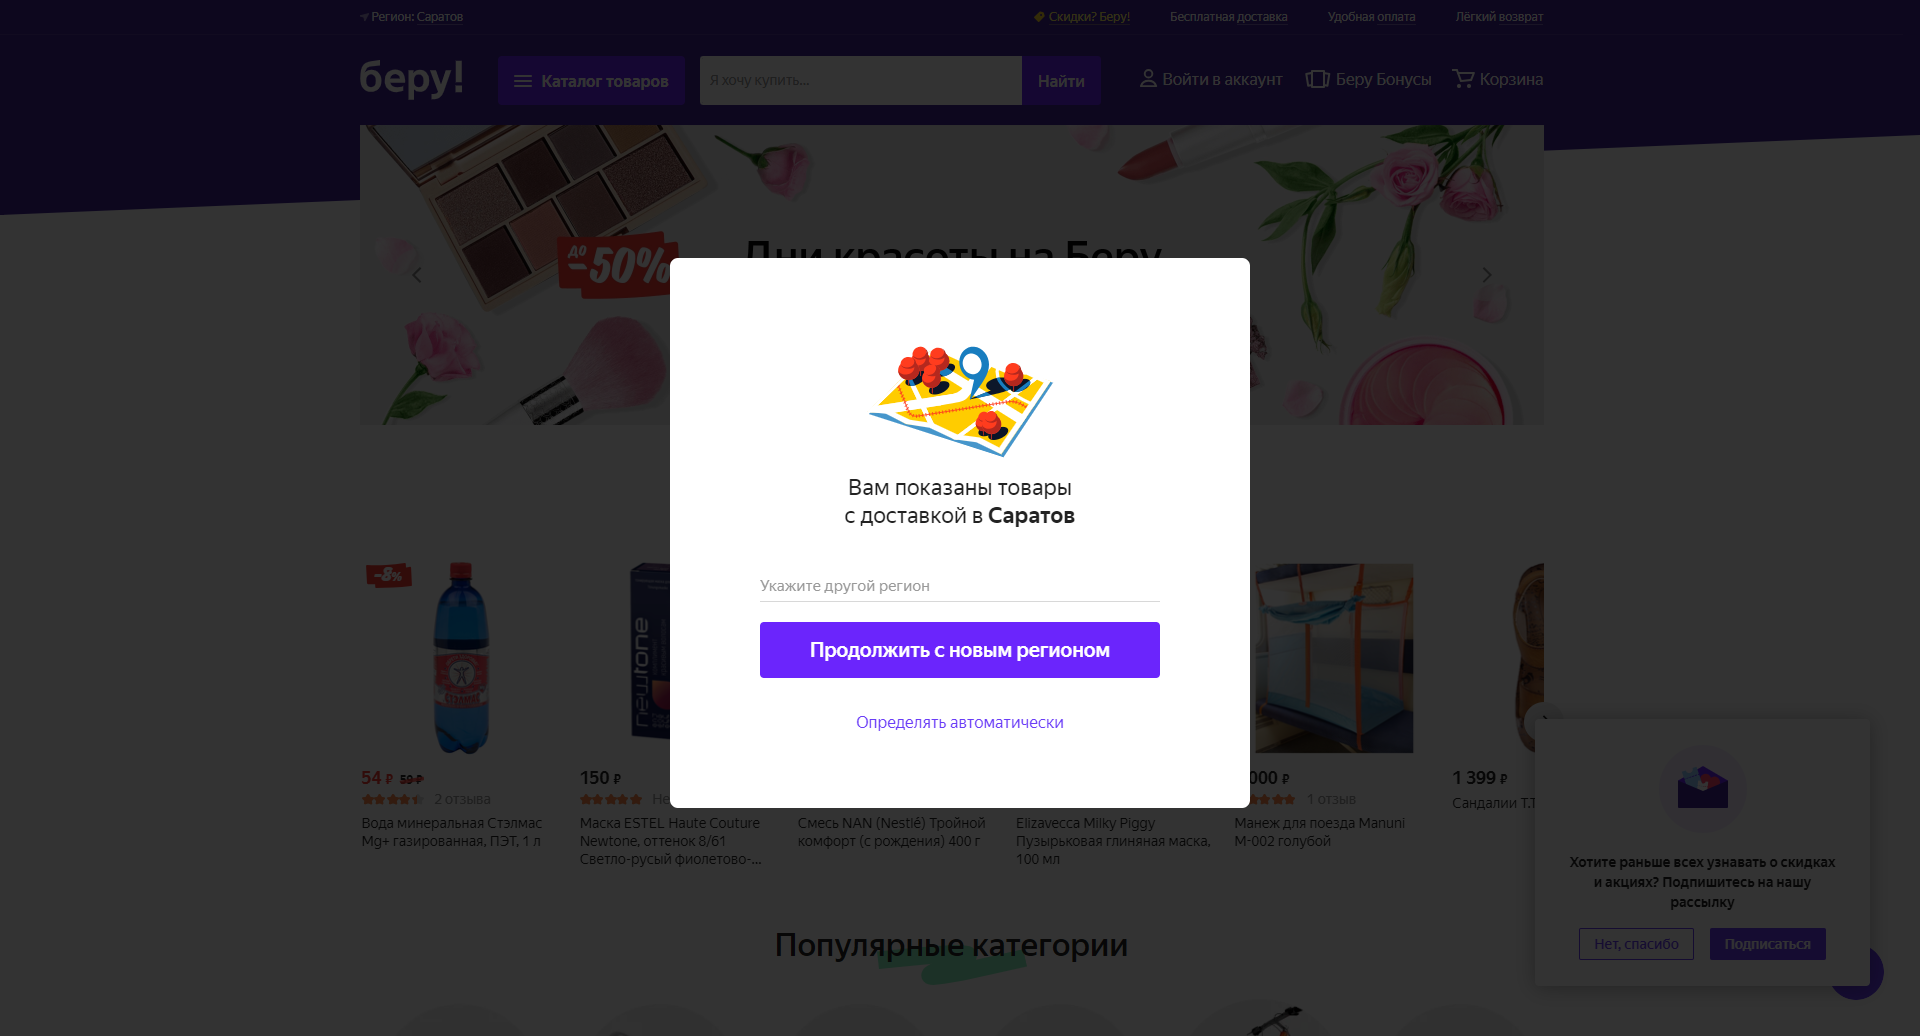 Регион: Саратов
Скидки? Беру!
Бесплатная доставка
Удобная оплата
Лёгкий возврат
беру!
Каталог товаров
Я хочу купить...
Найти
Войти в аккаунт
Беру Бонусы
Корзина
Дни красоты на Беру
ДО
-50%
Вам показаны товары
с доставкой в Саратов
Укажите другой регион
Продолжить с новым регионом
Определять автоматически
-8%
newtone
СТЭЛМАС
54 ₽ 59 ₽
2 отзыва
Вода минеральная Стэлмас
Mg+ газированная, ПЭТ, 1 л
150 ₽
Маска ESTEL Haute Couture
Newtone, оттенок 8/61
Светло-русый фиолетово-...
Смесь NAN (Nestlé) Тройной
комфорт (с рождения) 400 г
Elizavecca Milky Piggy
Пузырьковая глиняная маска,
100 мл
000 ₽
1 отзыв
Манеж для поезда Manuni
М-002 голубой
1 399 ₽
Сандалии Т.Т
Хотите раньше всех узнавать о скидках
и акциях? Подпишитесь на нашу
рассылку
Нет, спасибо
Подписаться
Популярные категории